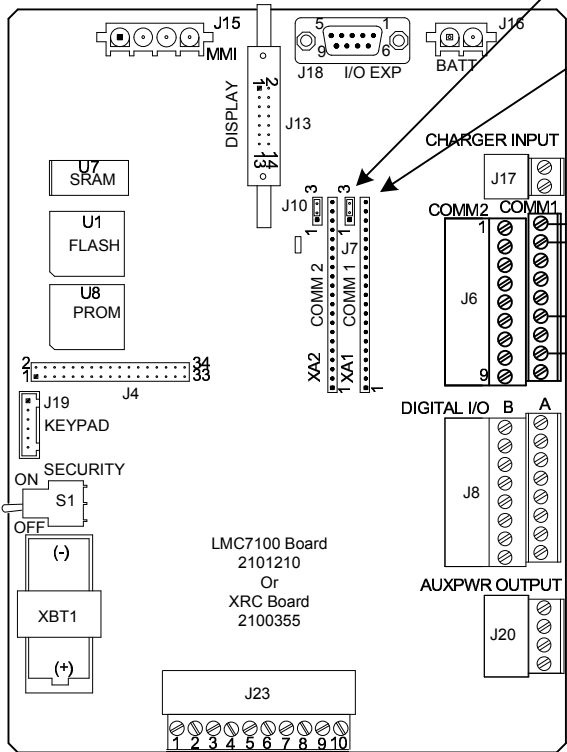 J15
MMI
5 1
9 6
J18 I/O EXP
J16
BATT
DISPLAY
1 2
13 14
J13
CHARGER INPUT
J17
U7
SRAM
U1
FLASH
U8
PROM
J10
3
1
3
1
J7
COMM 2
COMM 1
XA2
XA1
1
1
COMM2 COMM1
1
J6
9
2 34
1 33
J4
J19
KEYPAD
SECURITY
ON
S1
OFF
DIGITAL I/O B A
J8
(-)
XBT1
(+)
LMC7100 Board
2101210
Or
XRC Board
2100355
AUXPWR OUTPUT
J20
J23
1 2 3 4 5 6 7 8 9 10